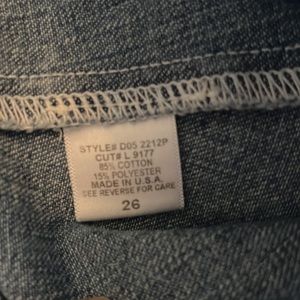 STYLE# D05 2212P
CUT# L 9177
85% COTTON
15% POLYESTER
MADE IN U.S.A.
SEE REVERSE FOR CARE
26